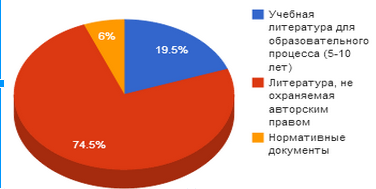 19.5%
6%
74.5%
Учебная
литература для
образовательного
процесса (5-10
лет)
Литература, не
охраняемая
авторским
правом
Нормативные
документы